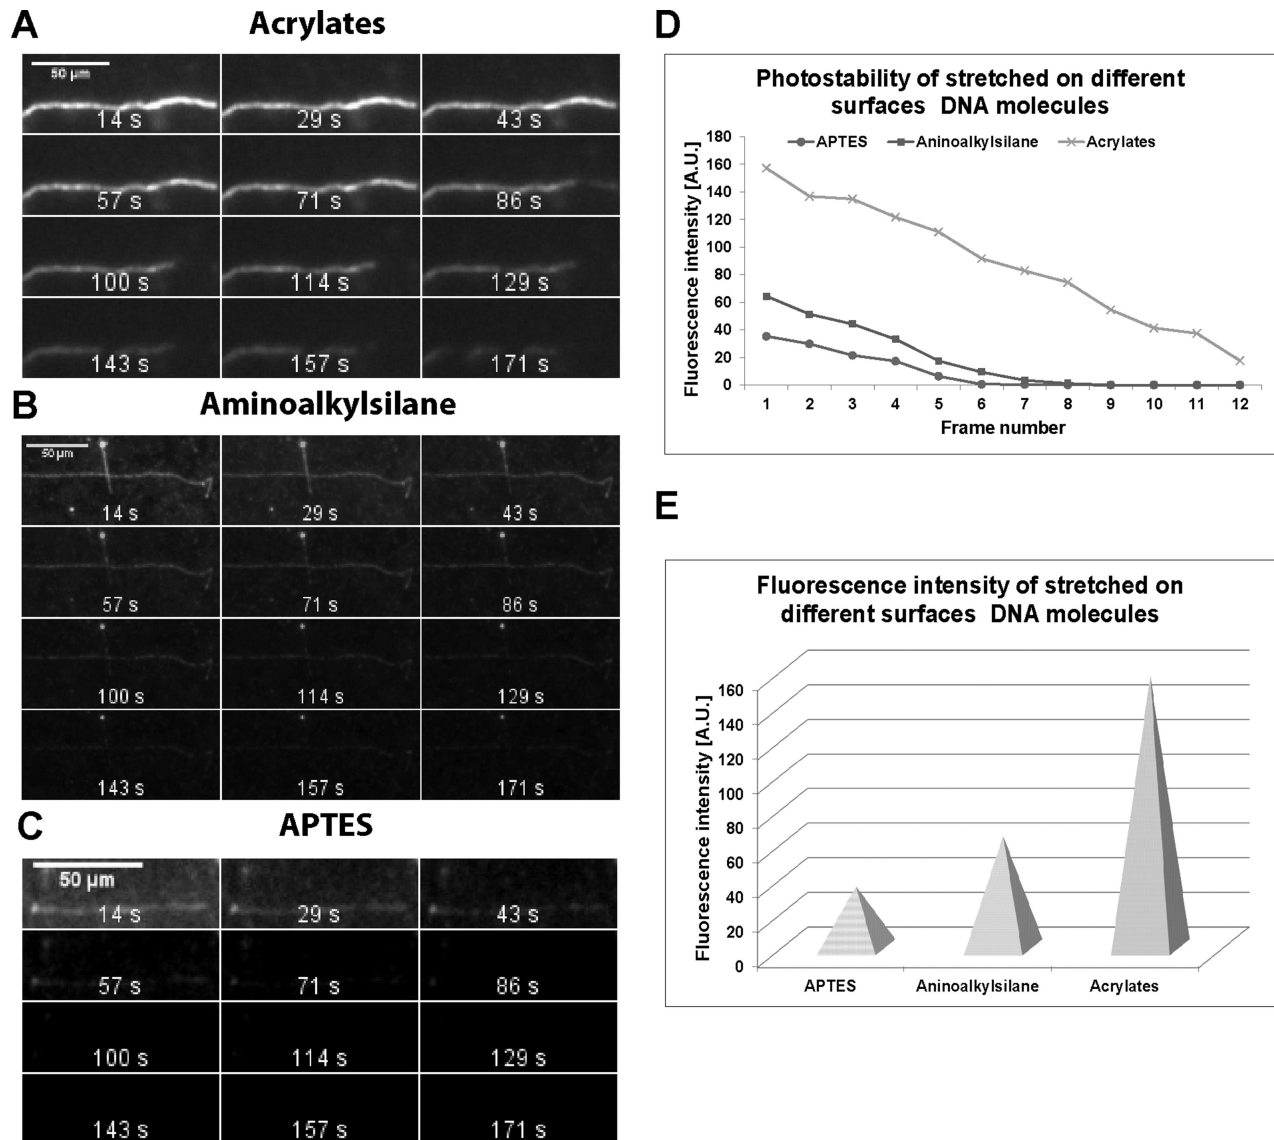 A
Acrylates
50 µm
14 s 29 s 43 s
57 s 71 s 86 s
100 s 114 s 129 s
143 s 157 s 171 s
B
Aminoalkylsilane
50 µm
14 s 29 s 43 s
57 s 71 s 86 s
100 s 114 s 129 s
143 s 157 s 171 s
C
APTES
50 µm
14 s 29 s 43 s
57 s 71 s 86 s
100 s 114 s 129 s
143 s 157 s 171 s
D
Photostability of stretched on different
surfaces DNA molecules
APTES Aninoalkylsilane Acrylates
Fluorescence intensity [A.U.]
180
160
140
120
100
80
60
40
20
0
1 2 3 4 5 6 7 8 9 10 11 12
Frame number
E
Fluorescence intensity of stretched on
different surfaces DNA molecules
Fluorescence intensity [A.U.]
160
140
120
100
80
60
40
20
0
APTES Aninoalkylsilane Acrylates